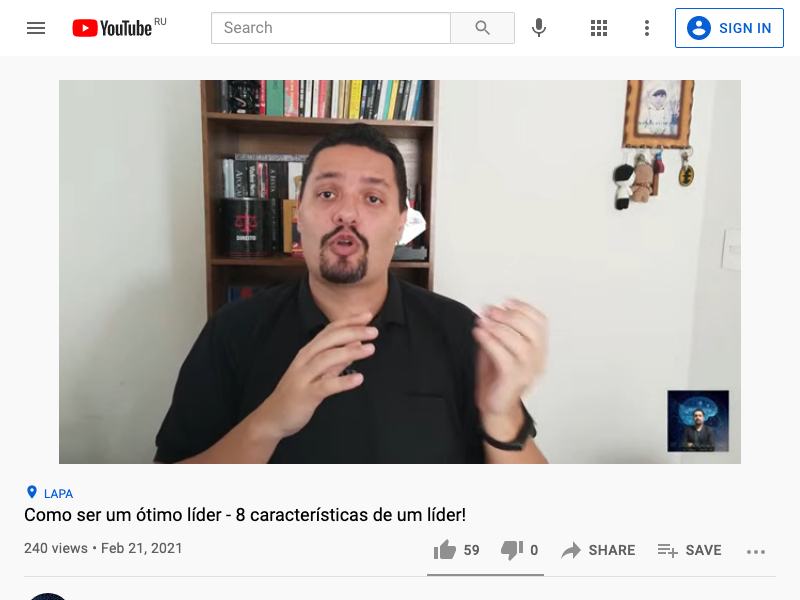 YouTube RU
Search
SIGN IN
DIREITO
LAPA
Como ser um ótimo líder - 8 características de um líder!
240 views • Feb 21, 2021
59
0
SHARE
SAVE